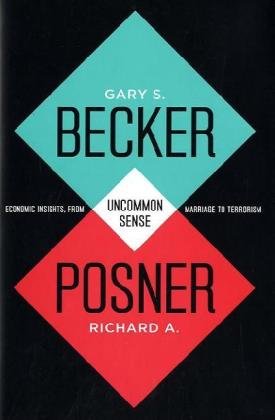 GARY S.
BECKER
ECONOMIC INSIGHTS, FROM
UNCOMMON
SENSE
MARRIAGE TO TERRORISM
POSNER
RICHARD A.